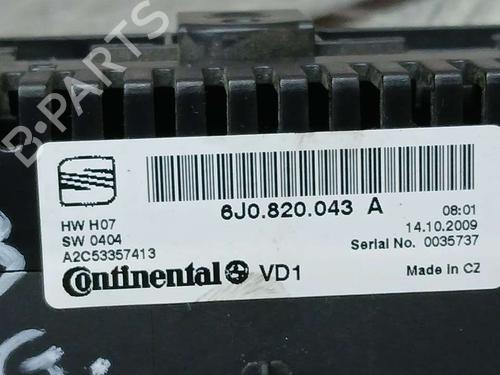 B-PARTS
6J0.820.043 A
HW H07
SW 0404
A2C53357413
08:01
14.10.2009
Serial No. 0035737
Continental VD1
Made in CZ